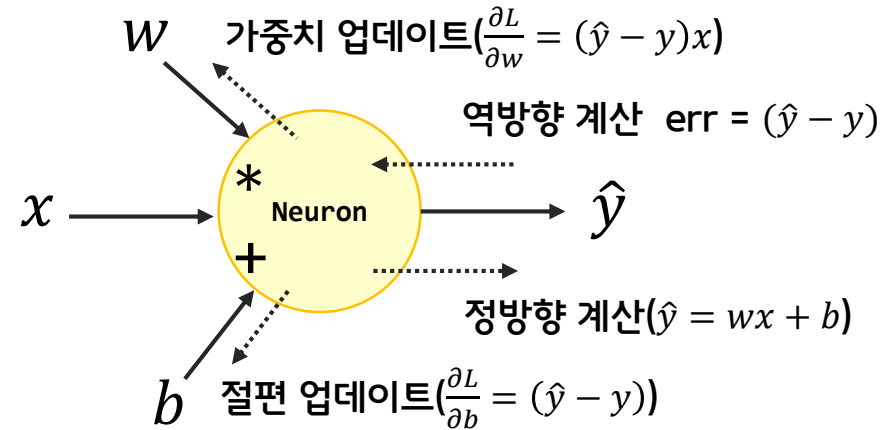 w 가중치 업데이트(∂L/∂w = (ŷ − y)x)
역방향 계산 err = (ŷ − y)
*
x Neuron ŷ
+
정방향 계산(ŷ = wx + b)
b 절편 업데이트(∂L/∂b = (ŷ − y))